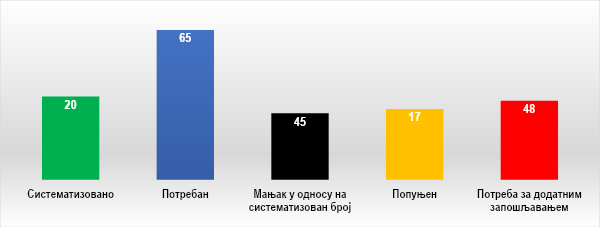 65
20
45
17
48
Систематизовано
Потребан
Мањак у односу на
систематизован број
Попуњен
Потреба за додатним
запошљавањем